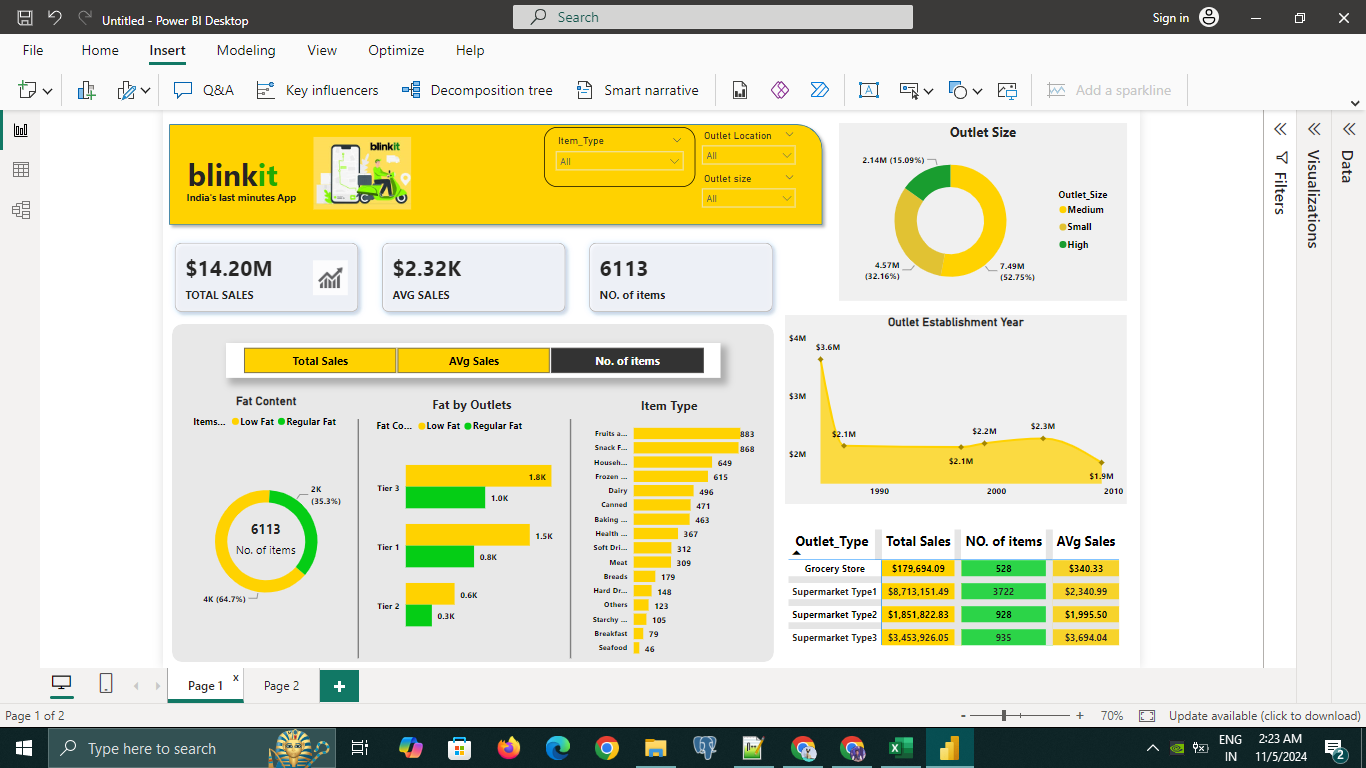 Untitled - Power BI Desktop
Search
Sign in
File Home Insert Modeling View Optimize Help
Q&A Key influencers Decomposition tree Smart narrative Add a sparkline
blinkit
India's last minutes App
blinkit
Item_Type
All
Outlet Location
All
Outlet size
All
$14.20M
TOTAL SALES
$2.32K
AVG SALES
6113
NO. of items
Outlet Size
2.14M (15.09%)
4.57M
(32.16%)
7.49M
(52.75%)
Outlet_Size
Medium
Small
High
Total Sales AVg Sales No. of items
Fat Content
Items... Low Fat Regular Fat
2K
(35.3%)
6113
No. of items
4K (64.7%)
Fat by Outlets
Fat Co... Low Fat Regular Fat
Tier 3 1.8K
1.0K
Tier 1 1.5K
0.8K
Tier 2 0.6K
0.3K
Item Type
Fruits a... 883
Snack F... 868
Househ... 649
Frozen ... 615
Dairy 496
Canned 471
Baking ... 463
Health ... 367
Soft Dri... 312
Meat 309
Breads 179
Hard Dr... 148
Others 123
Starchy ... 105
Breakfast 79
Seafood 46
Outlet Establishment Year
$4M
$3M
$2M
$3.6M
$2.1M
$2.1M
$2.2M
$2.3M
$1.9M
1990 2000 2010
Outlet_Type Total Sales NO. of items AVg Sales
Grocery Store $179,694.09 528 $340.33
Supermarket Type1 $8,713,151.49 3722 $2,340.99
Supermarket Type2 $1,851,822.83 928 $1,995.50
Supermarket Type3 $3,453,926.05 935 $3,694.04
Filters
Visualizations
Data
Page 1 x Page 2 +
Page 1 of 2
- + 70% Update available (click to download)
Type here to search
ENG
IN
2:23 AM
11/5/2024
2